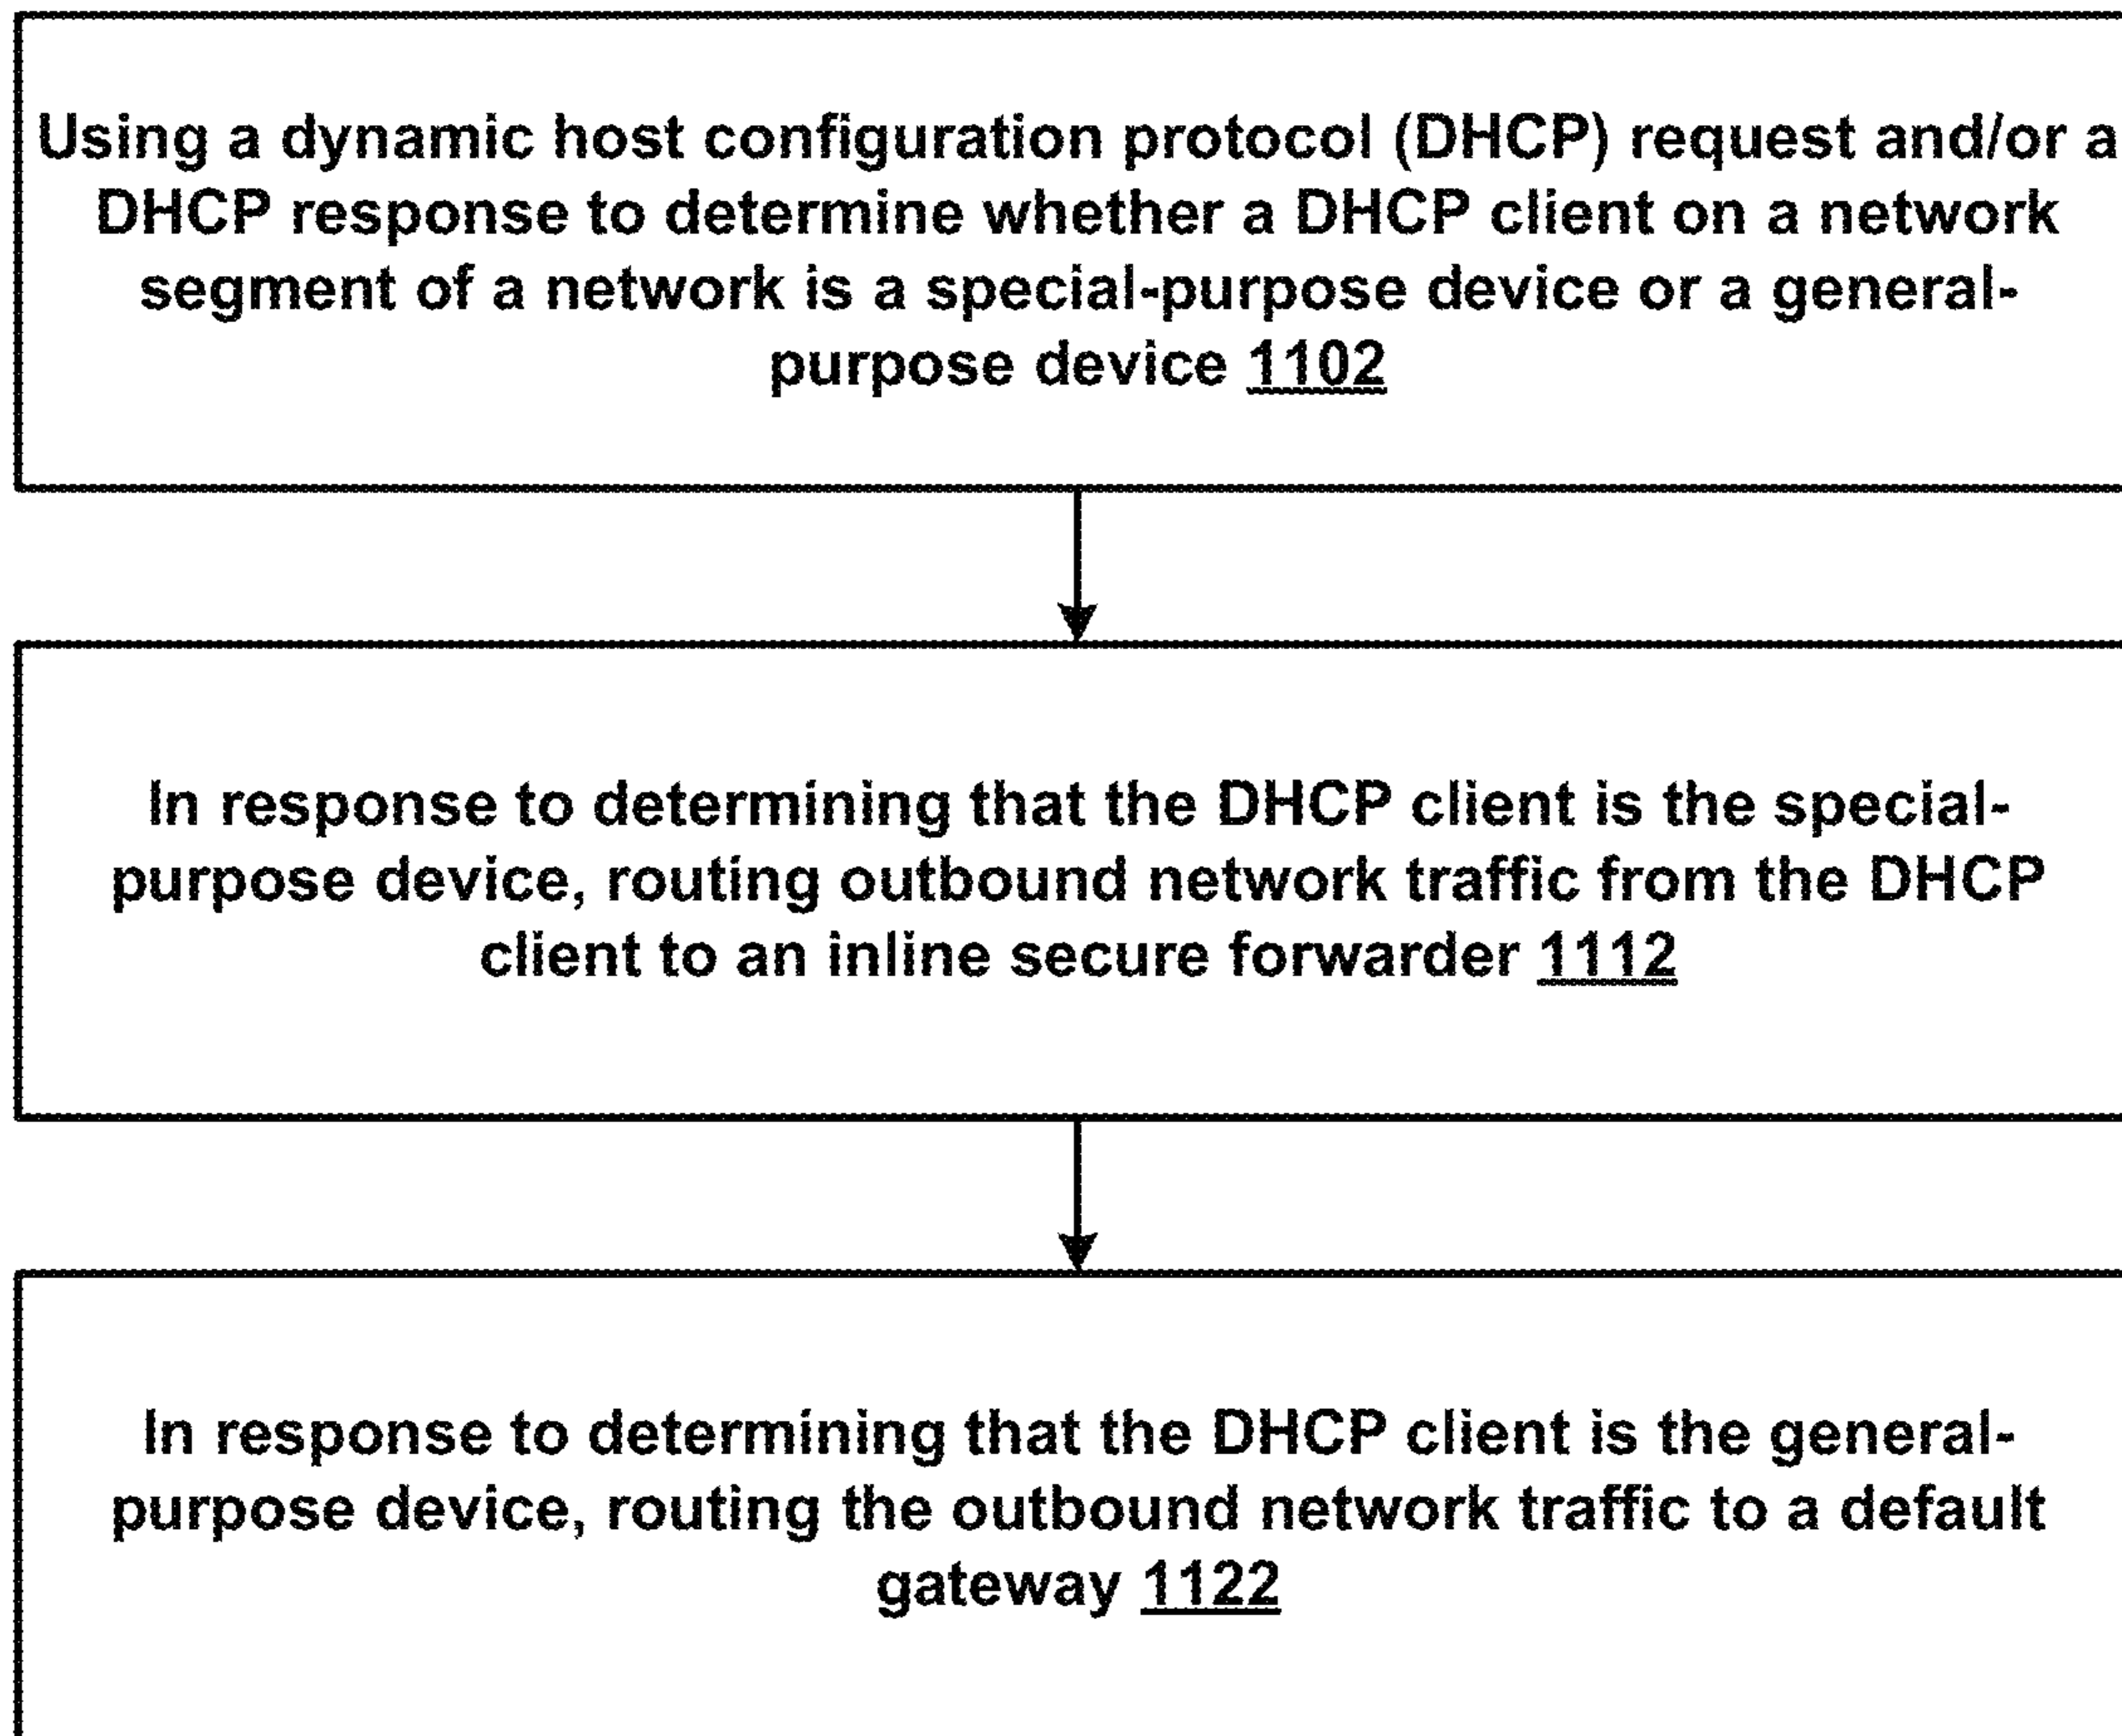 Using a dynamic host configuration protocol (DHCP) request and/or a
DHCP response to determine whether a DHCP client on a network
segment of a network is a special-purpose device or a general-
purpose device 1102
In response to determining that the DHCP client is the special-
purpose device, routing outbound network traffic from the DHCP
client to an inline secure forwarder 1112
In response to determining that the DHCP client is the general-
purpose device, routing the outbound network traffic to a default
gateway 1122